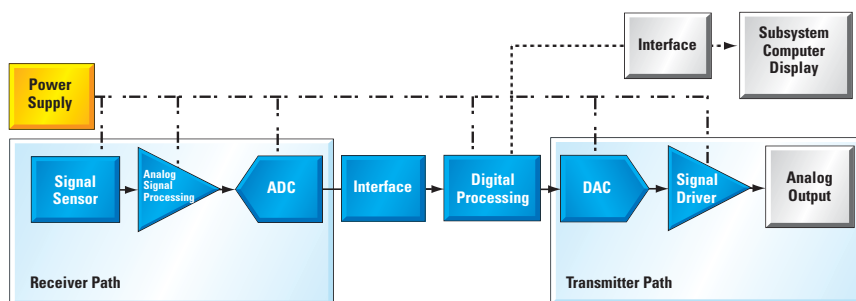 Interface
Subsystem
Computer
Display
Power
Supply
Signal
Sensor
Analog
Signal
Processing
ADC
Interface
Digital
Processing
DAC
Signal
Driver
Analog
Output
Receiver Path
Transmitter Path